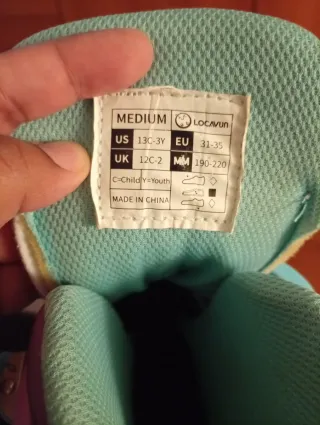 MEDIUM LOCAVUN
US 13C-3Y EU 31-35
UK 12C-2 MM 190-220
C=Child Y=Youth
MADE IN CHINA